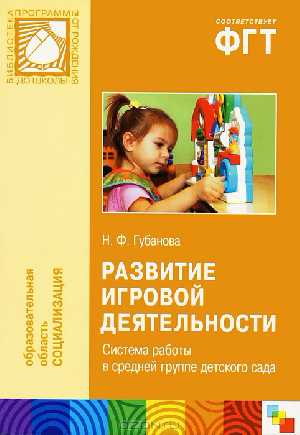 БИБЛИОТЕКА
ПРОГРАММЫ
ОТ РОЖДЕНИЯ
ДО ШКОЛЫ
СООТВЕТСТВУЕТ
ФГТ
Н. Ф. Губанова
РАЗВИТИЕ
ИГРОВОЙ
ДЕЯТЕЛЬНОСТИ
Система работы
в средней группе детского сада
образовательная
область
СОЦИАЛИЗАЦИЯ